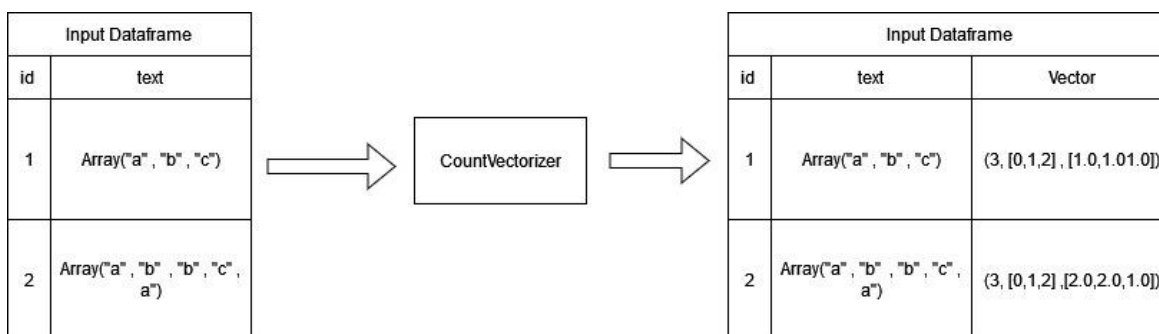 Input Dataframe
id text
1 Array("a" , "b" , "c")
2 Array("a" , "b" , "b" , "c" ,
a")
CountVectorizer
Input Dataframe
id text Vector
1 Array("a" , "b" , "c") (3, [0,1,2] , [1.0,1.01.0])
2 Array("a" , "b" , "b" , "c" ,
a") (3, [0,1,2] ,[2.0,2.0,1.0])